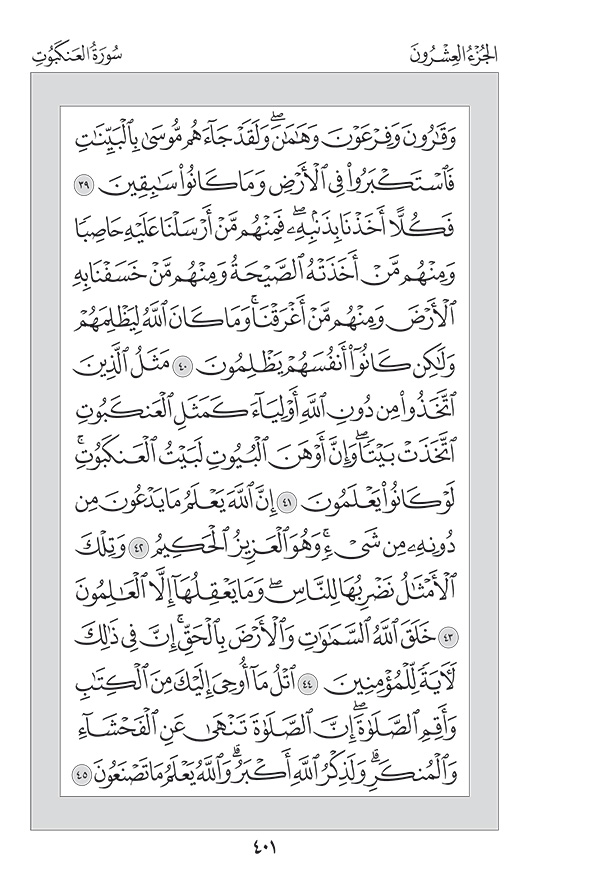 الجُزْءُ العِشْرُونَ
سُورَةُ العَنكَبُوتِ
وَقَٰرُونَ وَفِرْعَوْنَ وَهَٰمَٰنَۖ وَلَقَدْ جَآءَهُم مُّوسَىٰ بِٱلْبَيِّنَٰتِ
فَٱسْتَكْبَرُوا۟ فِى ٱلْأَرْضِ وَمَا كَانُوا۟ سَٰبِقِينَ ٣٩
فَكُلًّا أَخَذْنَا بِذَنۢبِهِۦۖ فَمِنْهُم مَّنْ أَرْسَلْنَا عَلَيْهِ حَاصِبًا
وَمِنْهُم مَّنْ أَخَذَتْهُ ٱلصَّيْحَةُ وَمِنْهُم مَّنْ خَسَفْنَا بِهِ
ٱلْأَرْضَ وَمِنْهُم مَّنْ أَغْرَقْنَاۚ وَمَا كَانَ ٱللَّهُ لِيَظْلِمَهُمْ
وَلَٰكِن كَانُوٓا۟ أَنفُسَهُمْ يَظْلِمُونَ ٤٠ مَثَلُ ٱلَّذِينَ
ٱتَّخَذُوا۟ مِن دُونِ ٱللَّهِ أَوْلِيَآءَ كَمَثَلِ ٱلْعَنكَبُوتِ
ٱتَّخَذَتْ بَيْتًاۖ وَإِنَّ أَوْهَنَ ٱلْبُيُوتِ لَبَيْتُ ٱلْعَنكَبُوتِۚ
لَوْ كَانُوا۟ يَعْلَمُونَ ٤١ إِنَّ ٱللَّهَ يَعْلَمُ مَا يَدْعُونَ مِن
دُونِهِۦ مِن شَىْءٍۚ وَهُوَ ٱلْعَزِيزُ ٱلْحَكِيمُ ٤٢ وَتِلْكَ
ٱلْأَمْثَٰلُ نَضْرِبُهَا لِلنَّاسِۖ وَمَا يَعْقِلُهَآ إِلَّا ٱلْعَٰلِمُونَ
٤٣ خَلَقَ ٱللَّهُ ٱلسَّمَٰوَٰتِ وَٱلْأَرْضَ بِٱلْحَقِّۚ إِنَّ فِى ذَٰلِكَ
لَءَايَةً لِّلْمُؤْمِنِينَ ٤٤ ٱتْلُ مَآ أُوحِىَ إِلَيْكَ مِنَ ٱلْكِتَٰبِ
وَأَقِمِ ٱلصَّلَوٰةَۖ إِنَّ ٱلصَّلَوٰةَ تَنْهَىٰ عَنِ ٱلْفَحْشَآءِ
وَٱلْمُنكَرِۗ وَلَذِكْرُ ٱللَّهِ أَكْبَرُۗ وَٱللَّهُ يَعْلَمُ مَا تَصْنَعُونَ ٤٥
٤٠١